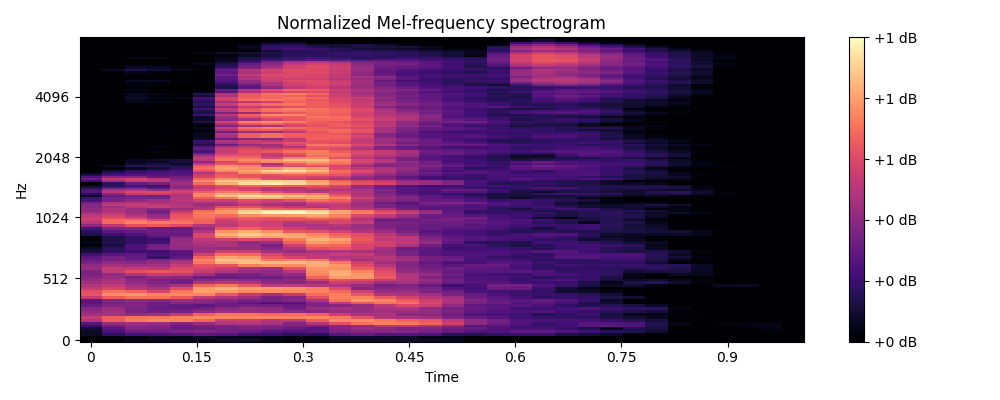 Normalized Mel-frequency spectrogram
Hz
4096
2048
1024
512
0
0 0.15 0.3 0.45 0.6 0.75 0.9
Time
+1 dB
+1 dB
+1 dB
+0 dB
+0 dB
+0 dB